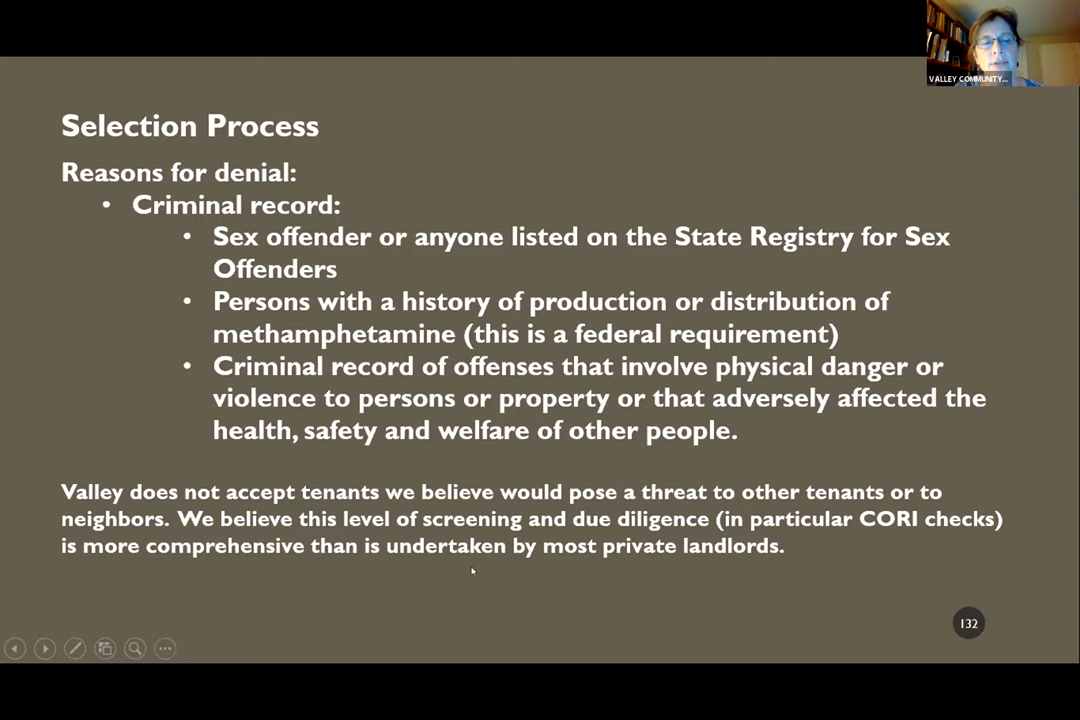 VALLEY COMMUNITY...
Selection Process
Reasons for denial:
• Criminal record:
• Sex offender or anyone listed on the State Registry for Sex
Offenders
• Persons with a history of production or distribution of
methamphetamine (this is a federal requirement)
• Criminal record of offenses that involve physical danger or
violence to persons or property or that adversely affected the
health, safety and welfare of other people.
Valley does not accept tenants we believe would pose a threat to other tenants or to
neighbors. We believe this level of screening and due diligence (in particular CORI checks)
is more comprehensive than is undertaken by most private landlords.
132